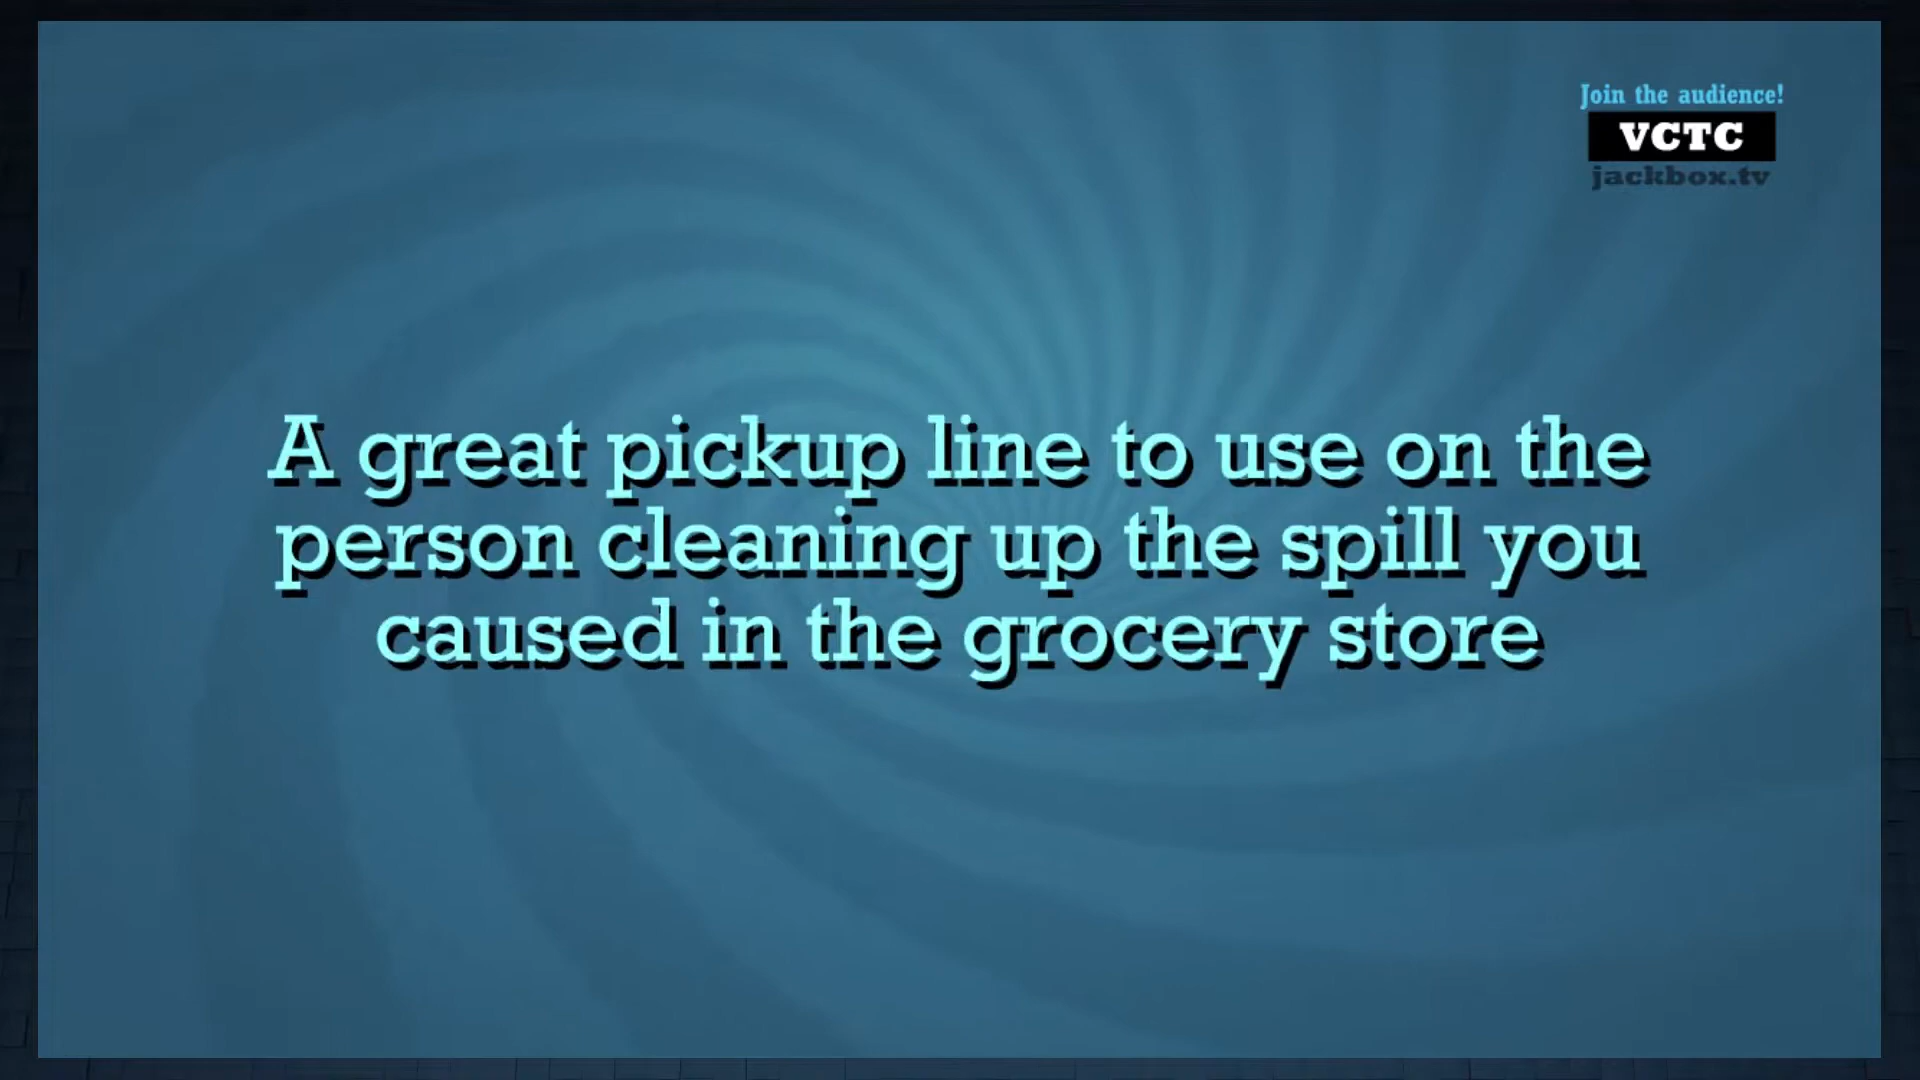 Join the audience!
VCTC
jackbox.tv
A great pickup line to use on the
person cleaning up the spill you
caused in the grocery store